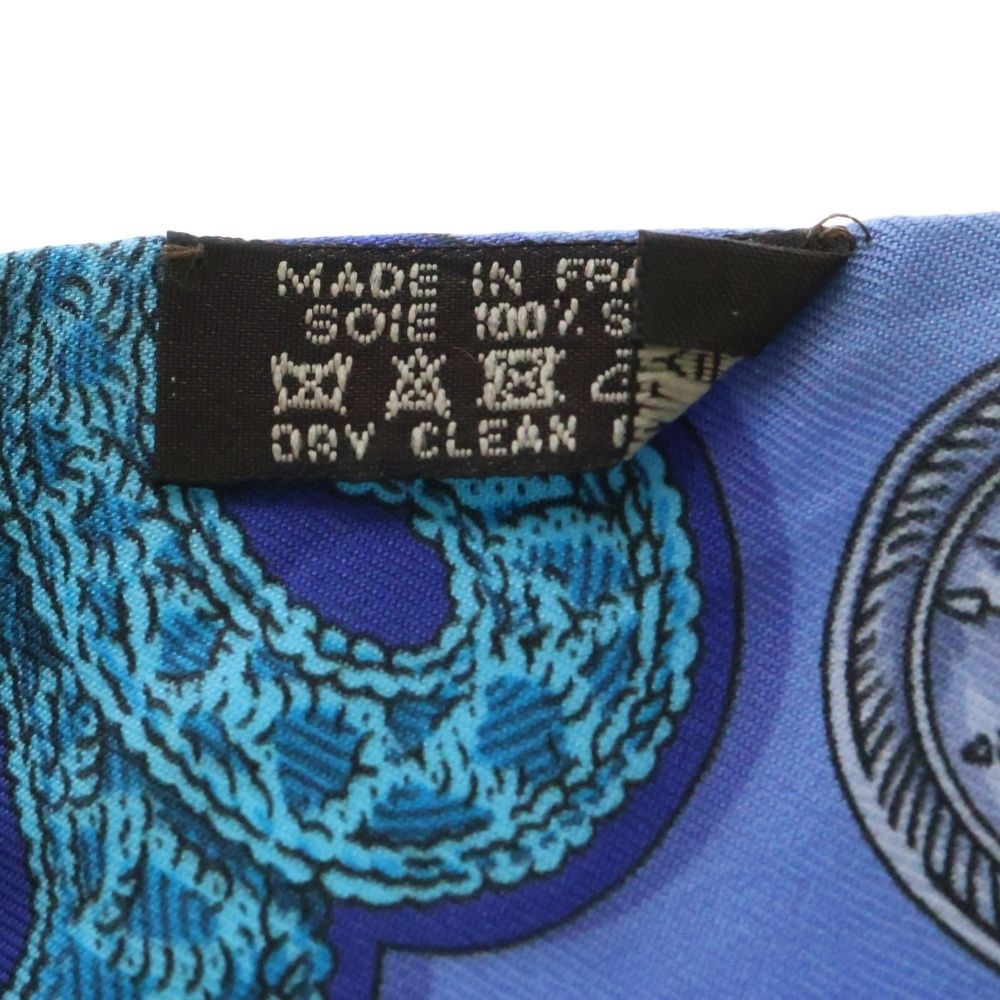 MADE IN FRA
SOIE 100% S
DRY CLEAN